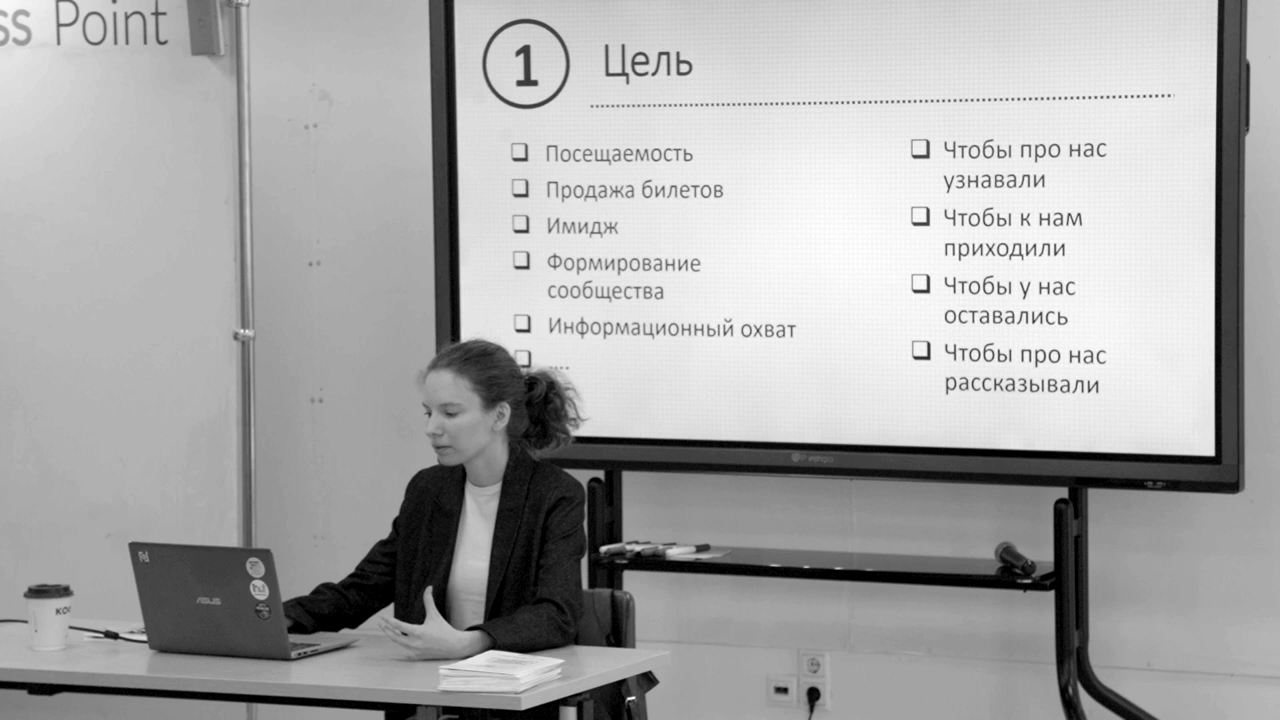 ss Point
1 Цель
Посещаемость
Продажа билетов
Имидж
Формирование
сообщества
Информационный охват
....
Чтобы про нас
узнавали
Чтобы к нам
приходили
Чтобы у нас
оставались
Чтобы про нас
рассказывали
ASUS